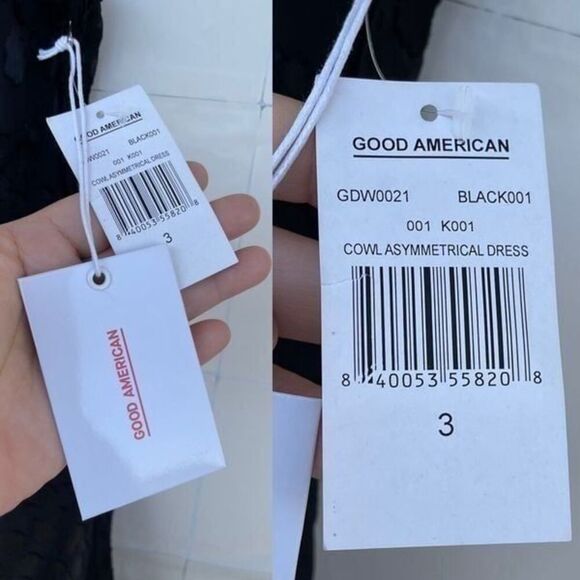 GOOD AMERICAN
GDW0021 BLACK001
001 K001
COWL ASYMMETRICAL DRESS
8 40053 55820 8
3
GOOD AMERICAN
GOOD AMERICAN
GDW0021 BLACK001
001 K001
COWL ASYMMETRICAL DRESS
8 40053 55820 8
3